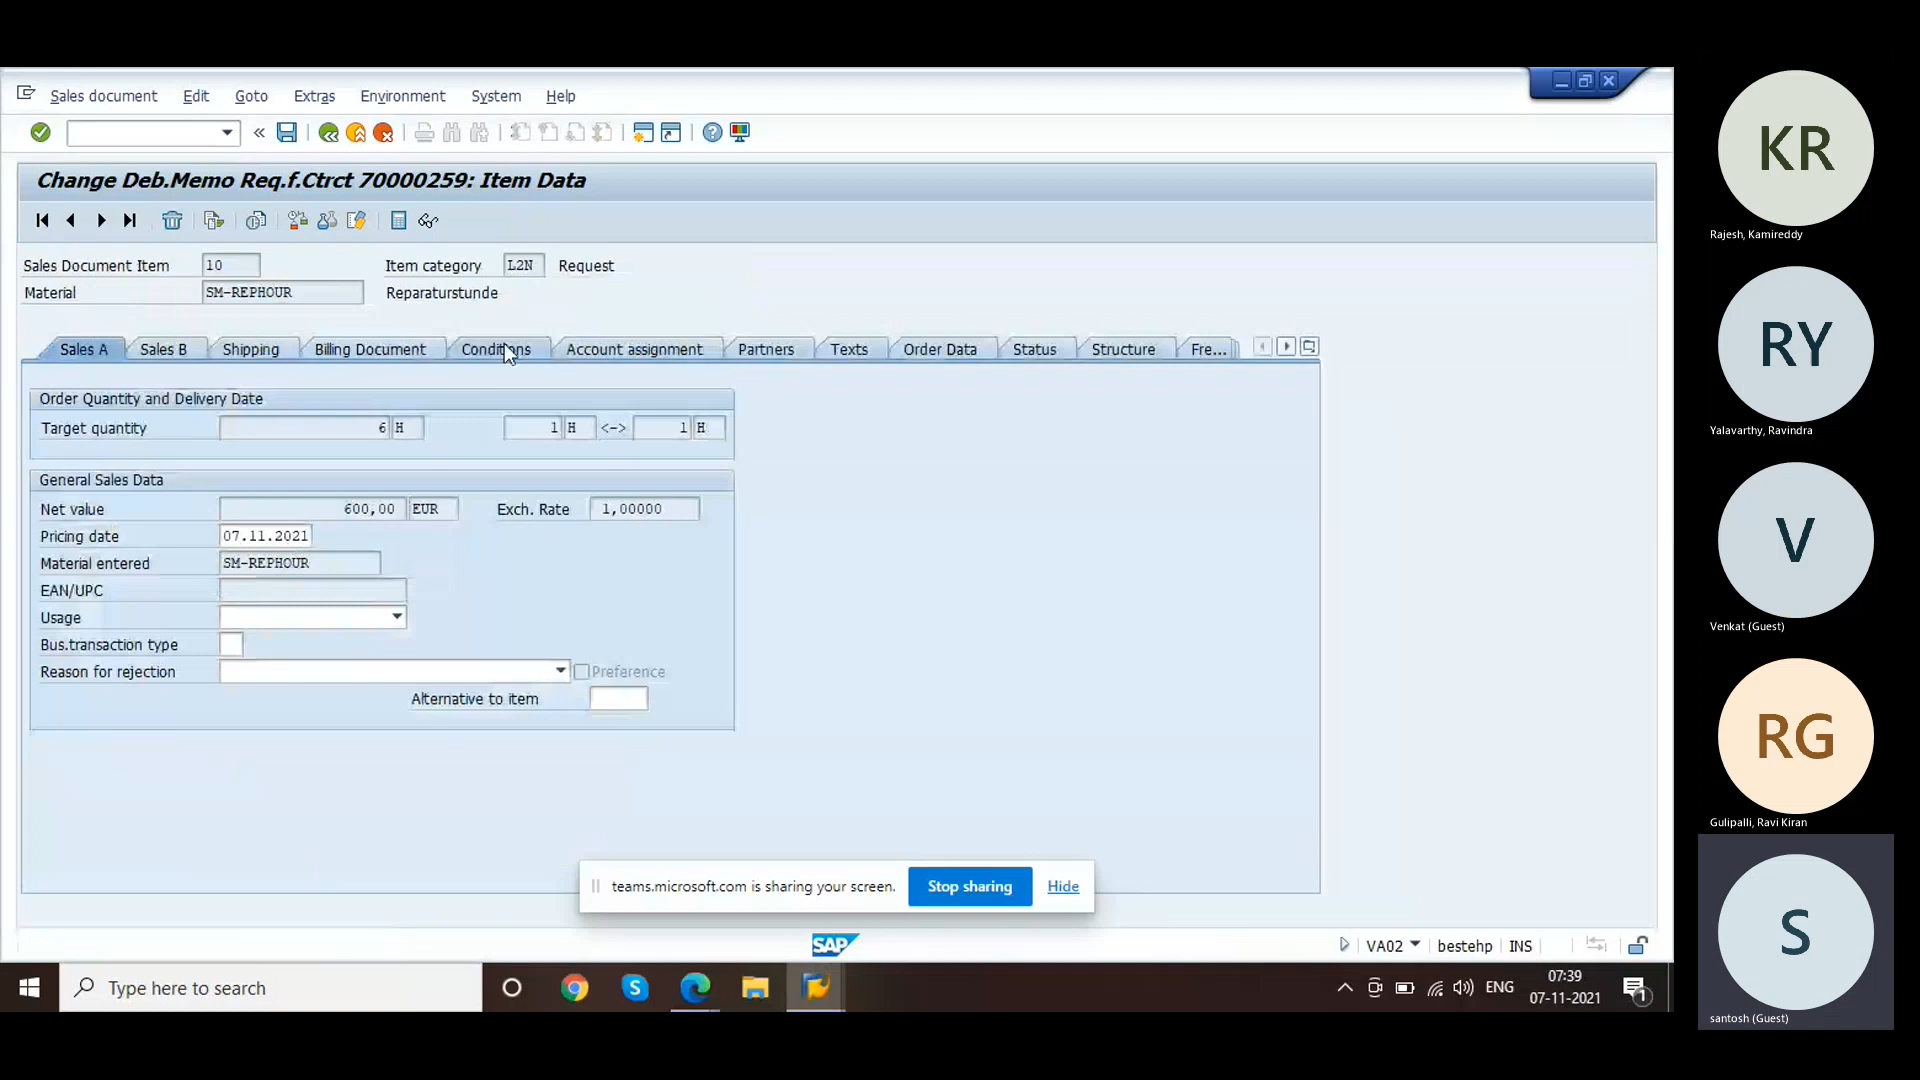 Sales document Edit Goto Extras Environment System Help
Change Deb.Memo Req.f.Ctrct 70000259: Item Data
Sales Document Item 10 Item category L2N Request
Material SM-REPHOUR Reparaturstunde
Sales A Sales B Shipping Billing Document Conditions Account assignment Partners Texts Order Data Status Structure Fre...
Order Quantity and Delivery Date
Target quantity 6 H 1 H <-> 1 H
General Sales Data
Net value 600,00 EUR Exch. Rate 1,00000
Pricing date 07.11.2021
Material entered SM-REPHOUR
EAN/UPC
Usage
Bus.transaction type
Reason for rejection Preference
Alternative to item
teams.microsoft.com is sharing your screen. Stop sharing Hide
SAP VA02 bestehp INS
Type here to search ENG 07:39
07-11-2021 1
KR
Rajesh, Kamireddy
RY
Yalavarthy, Ravindra
V
Venkat (Guest)
RG
Gulipalli, Ravi Kiran
S
santosh (Guest)